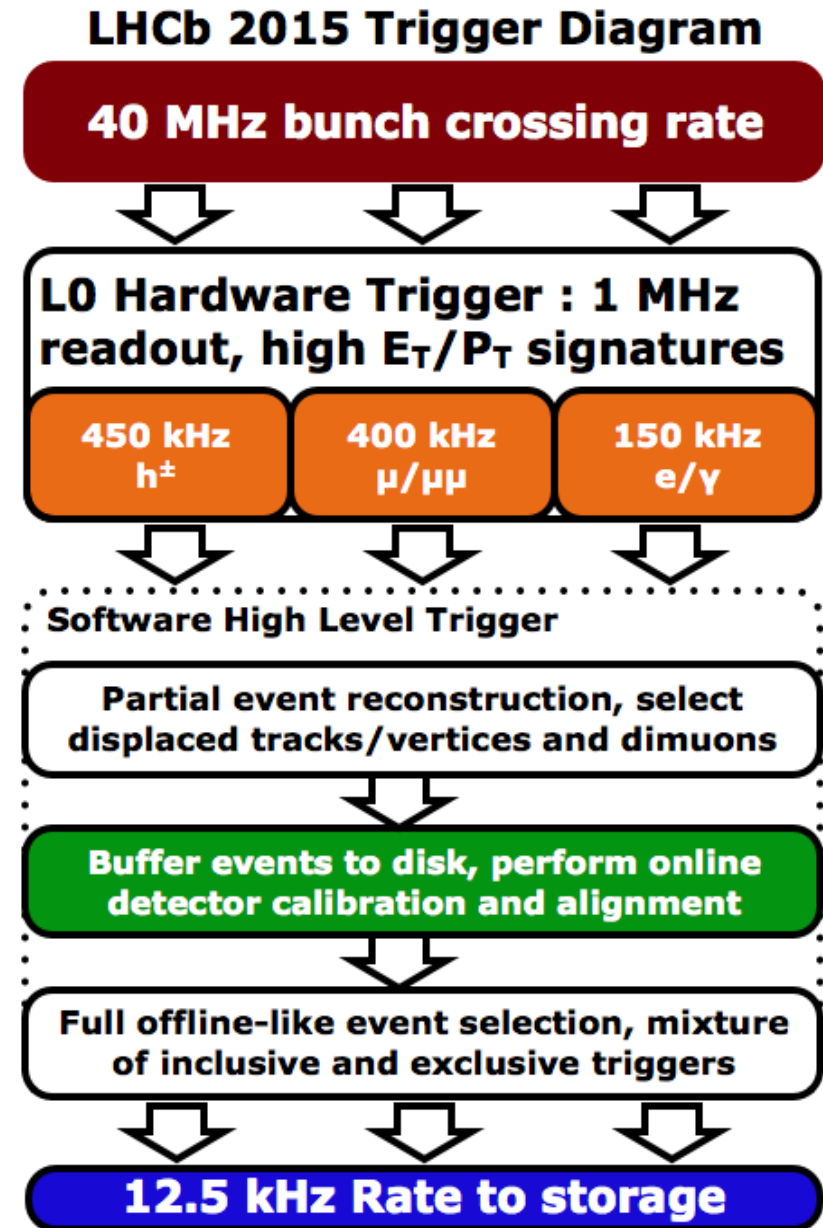 LHCb 2015 Trigger Diagram
40 MHz bunch crossing rate
L0 Hardware Trigger : 1 MHz
readout, high E_T/P_T signatures
450 kHz
h±
400 kHz
μ/μμ
150 kHz
e/γ
Software High Level Trigger
Partial event reconstruction, select
displaced tracks/vertices and dimuons
Buffer events to disk, perform online
detector calibration and alignment
Full offline-like event selection, mixture
of inclusive and exclusive triggers
12.5 kHz Rate to storage